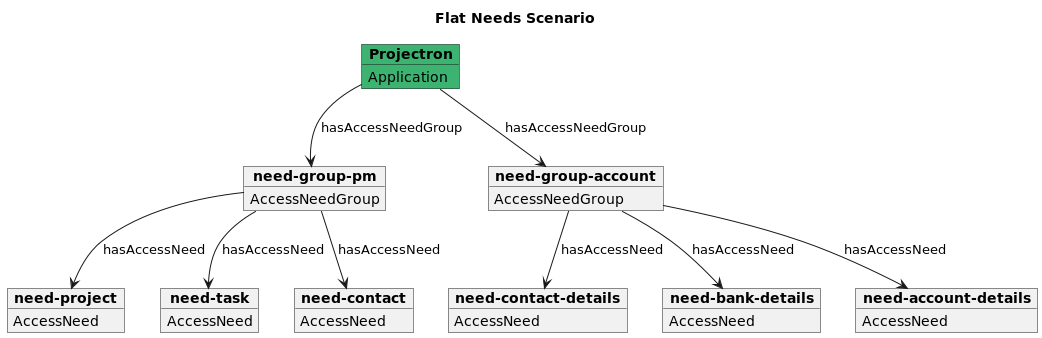 Flat Needs Scenario
Projectron
Application
hasAccessNeedGroup
hasAccessNeedGroup
need-group-pm
AccessNeedGroup
need-group-account
AccessNeedGroup
hasAccessNeed
hasAccessNeed
hasAccessNeed
hasAccessNeed
hasAccessNeed
hasAccessNeed
need-project
AccessNeed
need-task
AccessNeed
need-contact
AccessNeed
need-contact-details
AccessNeed
need-bank-details
AccessNeed
need-account-details
AccessNeed